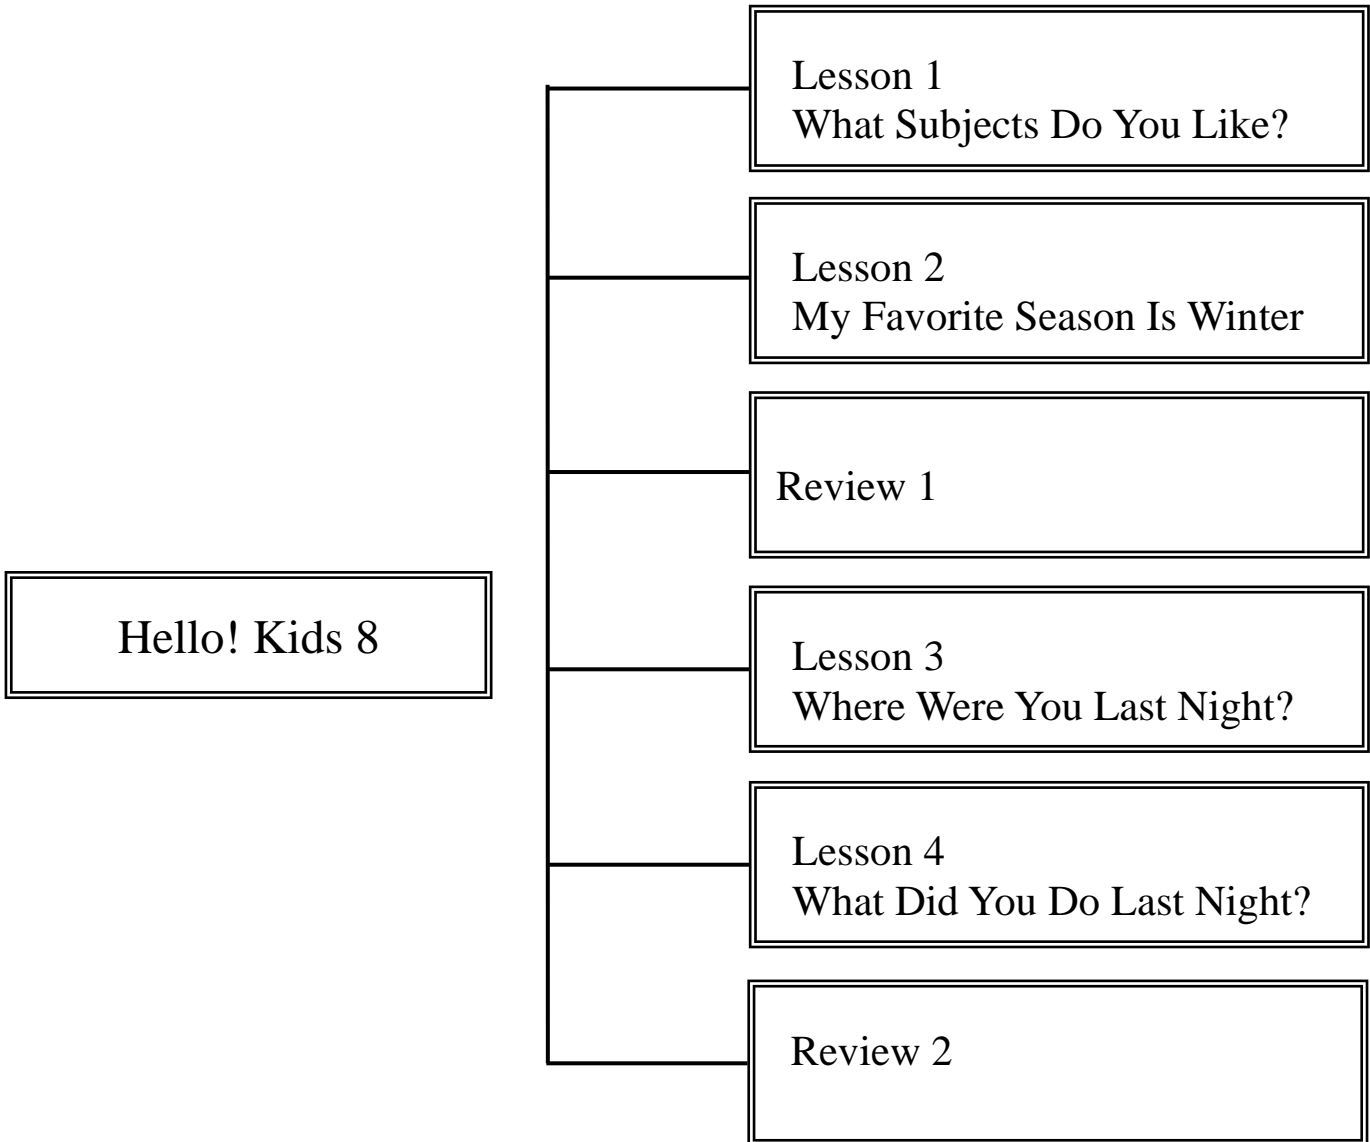 Hello! Kids 8
Lesson 1
What Subjects Do You Like?
Lesson 2
My Favorite Season Is Winter
Review 1
Lesson 3
Where Were You Last Night?
Lesson 4
What Did You Do Last Night?
Review 2